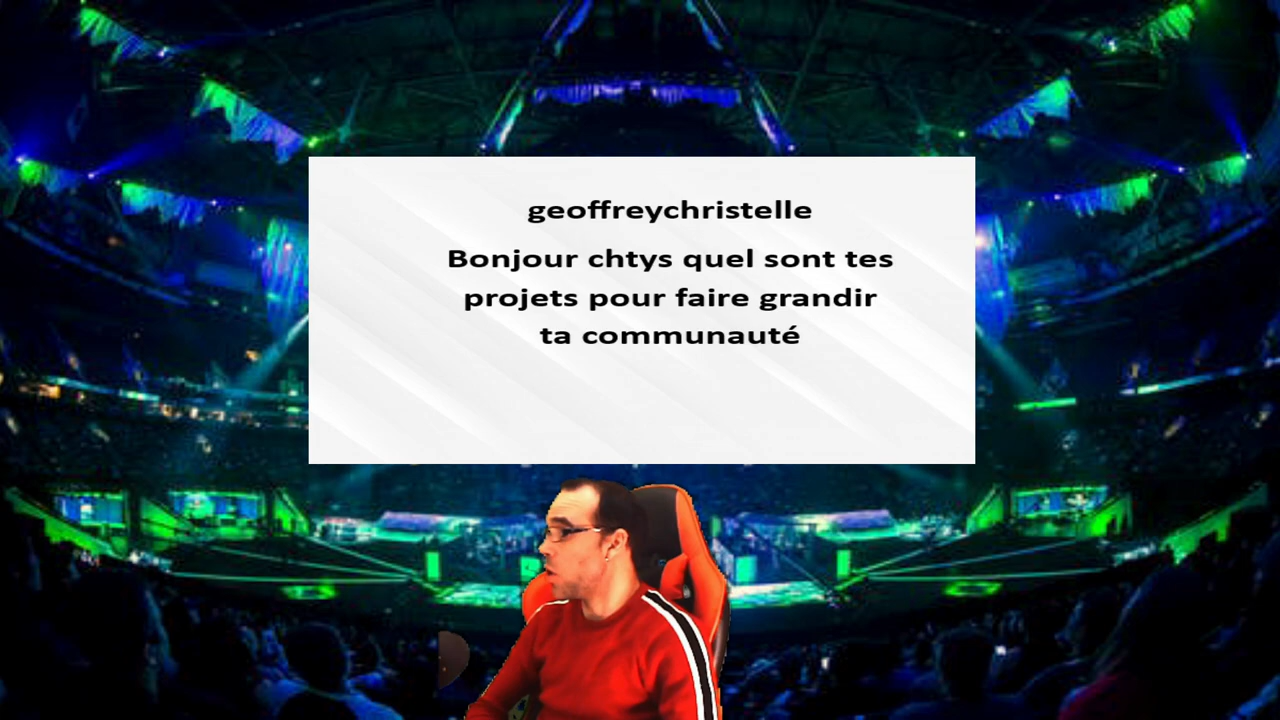 geoffreychristelle
Bonjour chtys quel sont tes
projets pour faire grandir
ta communauté